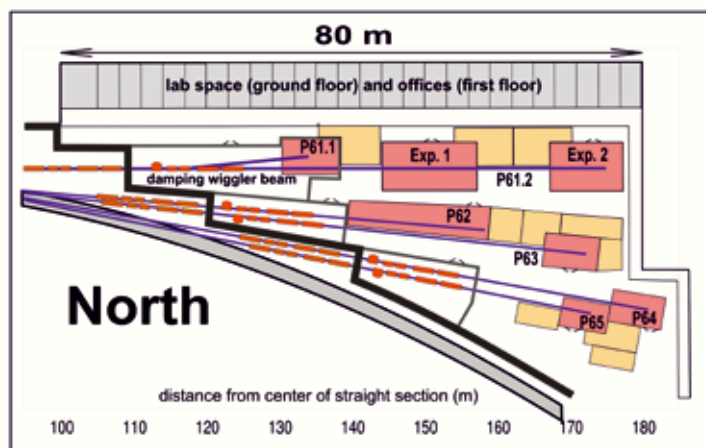 80 m
lab space (ground floor) and offices (first floor)
P61.1
Exp. 1
Exp. 2
damping wiggler beam
P61.2
P62
P63
North
P65
P64
distance from center of straight section (m)
100 110 120 130 140 150 160 170 180